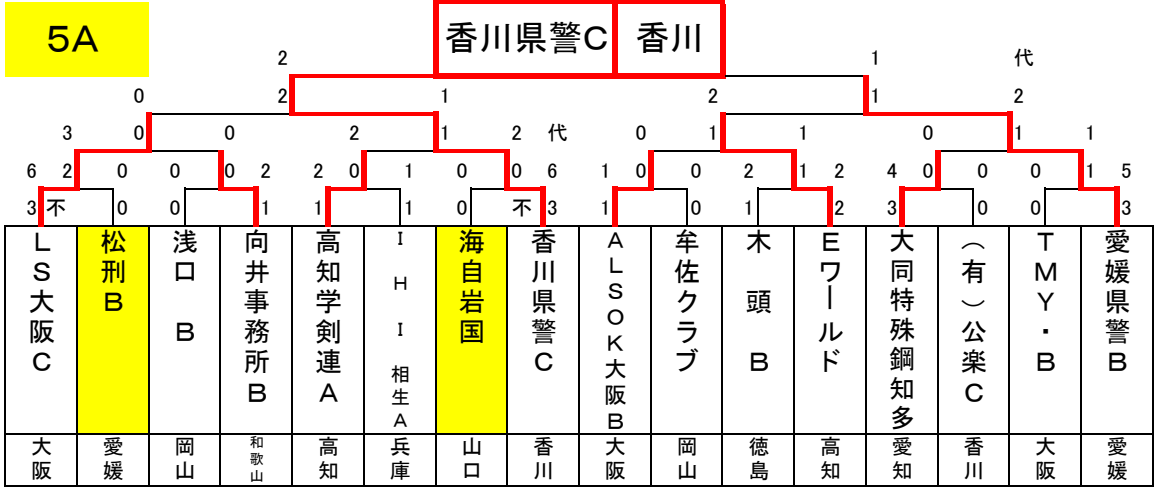 5A
香川県警C 香川
2 1 代
0 2 1 2 1 2
3 0 0 2 1 2 代 0 1 1 0 1 1
6 2 0 0 0 2 2 0 1 0 0 6 1 0 0 2 1 2 4 0 0 0 1 5
3 不 0 0 1 1 1 0 不 3 1 0 1 2 3 0 0 3
LS大阪C
松刑B
浅口 B
向井事務所B
高知学剣連A
IHI 相生A
海自岩国
香川県警C
ALSOK大阪B
牟佐クラブ
木頭 B
Eワールド
大同特殊鋼知多
(有)公楽C
TMY・B
愛媛県警B
大阪 愛媛 岡山 和歌山 高知 兵庫 山口 香川 大阪 岡山 徳島 高知 愛知 香川 大阪 愛媛